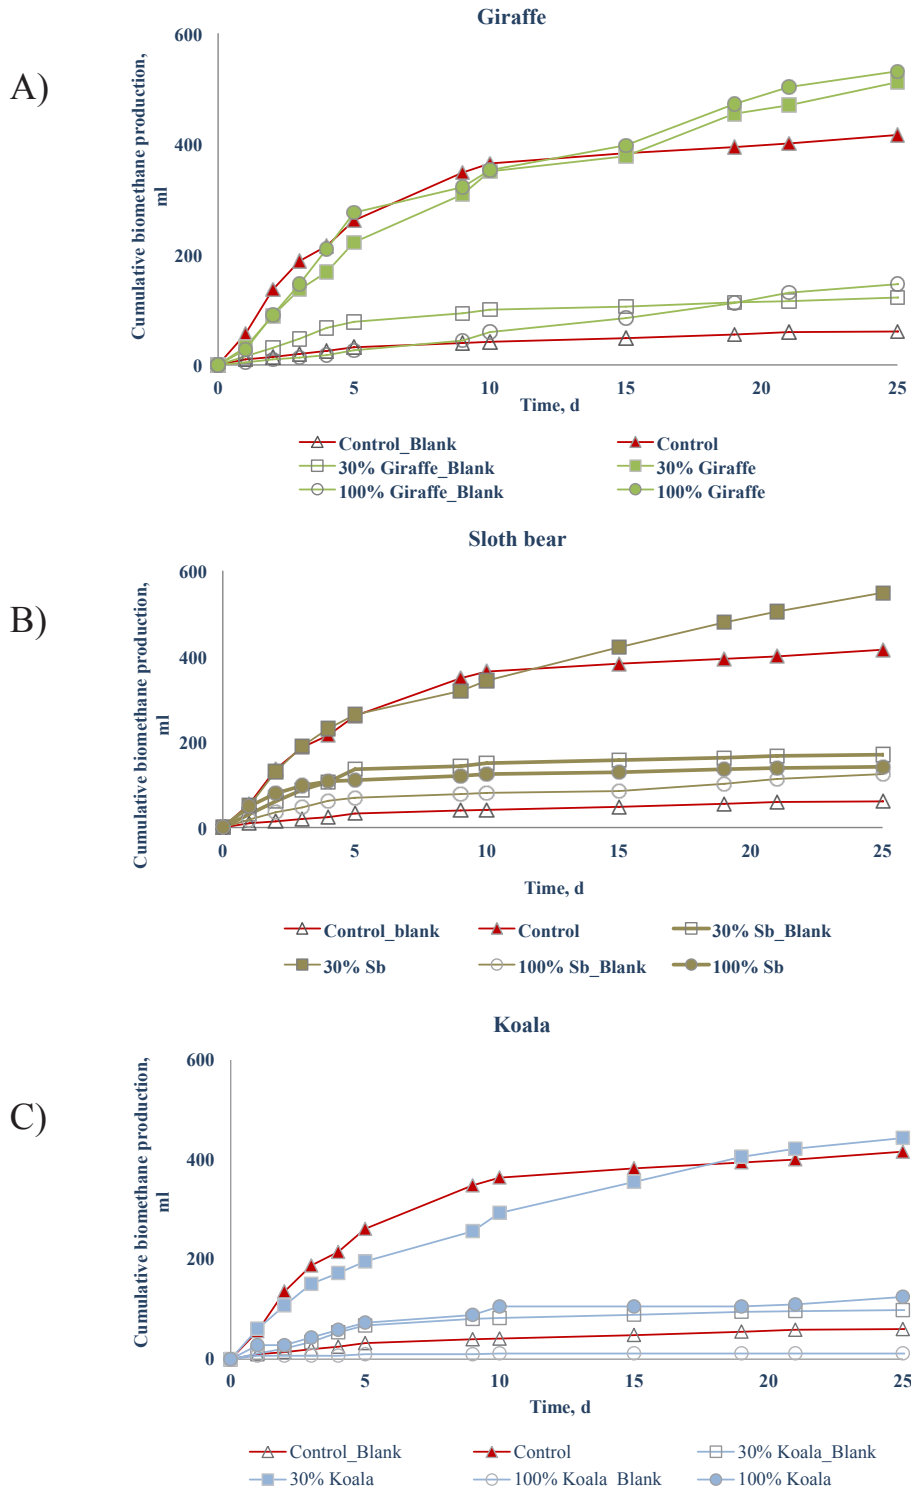 Giraffe
A)
Cumulative biomethane production,
ml
600
400
200
0
0 5 10 15 20 25
Time, d
Control_Blank Control
30% Giraffe_Blank 30% Giraffe
100% Giraffe_Blank 100% Giraffe
Sloth bear
B)
Cumulative biomethane production,
ml
600
400
200
0
0 5 10 15 20 25
Time, d
Control_blank Control 30% Sb_Blank
30% Sb 100% Sb_Blank 100% Sb
Koala
C)
Cumulative biomethane production,
ml
600
400
200
0
0 5 10 15 20 25
Time, d
Control_Blank Control 30% Koala_Blank
30% Koala 100% Koala_Blank 100% Koala